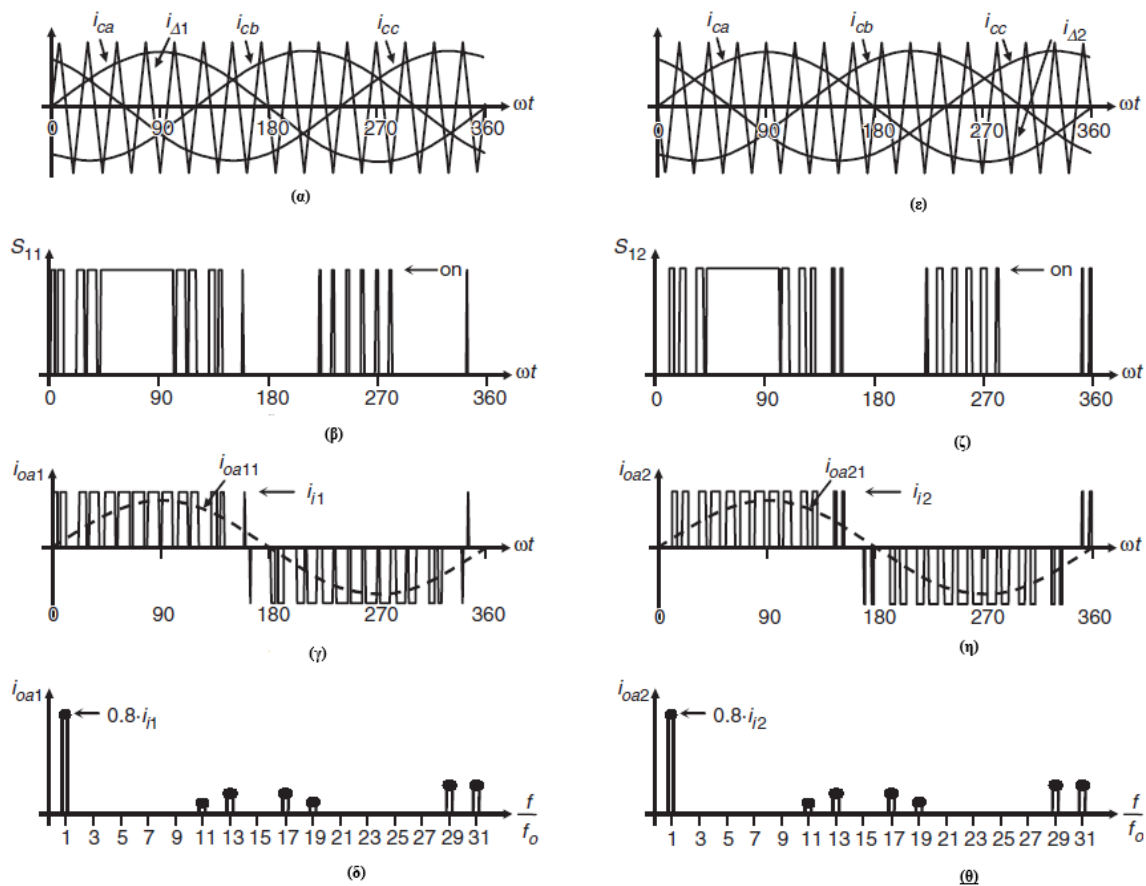 i_ca i_Δ1 i_cb i_cc
ωt
0 90 180 270 360
(α)
i_ca i_cb i_cc i_Δ2
ωt
0 90 180 270 360
(ε)
S_11
on
ωt
0 90 180 270 360
(β)
S_12
on
ωt
0 90 180 270 360
(ζ)
i_oa1 i_oa11 i_i1
ωt
0 90 180 270 360
(γ)
i_oa2 i_oa21 i_i2
ωt
0 90 180 270 360
(η)
i_oa1
0.8·i_i1
f/f_o
1 3 5 7 9 11 13 15 17 19 21 23 25 27 29 31
(δ)
i_oa2
0.8·i_i2
f/f_o
1 3 5 7 9 11 13 15 17 19 21 23 25 27 29 31
(θ)